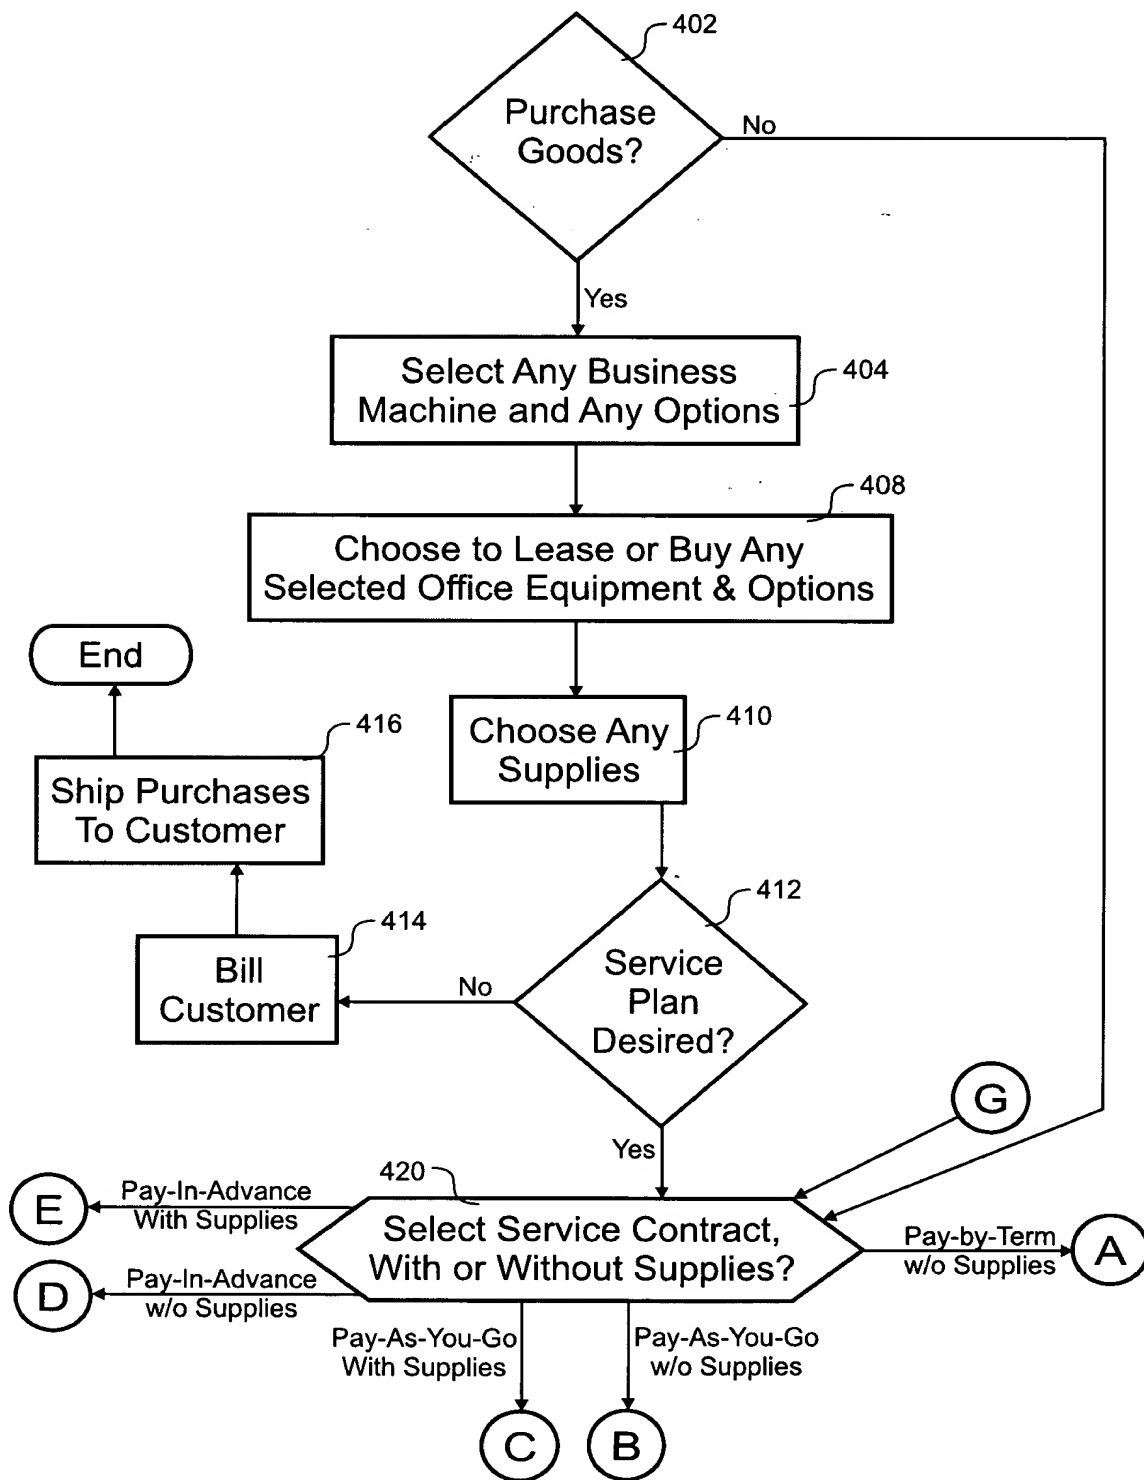 402
Purchase
Goods?
No
Yes
Select Any Business
Machine and Any Options
404
408
Choose to Lease or Buy Any
Selected Office Equipment & Options
End
416
Ship Purchases
To Customer
Choose Any
Supplies
410
412
414
Bill
Customer
No
Service
Plan
Desired?
G
Yes
420
E
Pay-In-Advance
With Supplies
Select Service Contract,
With or Without Supplies?
Pay-by-Term
w/o Supplies
A
D
Pay-In-Advance
w/o Supplies
Pay-As-You-Go
With Supplies
Pay-As-You-Go
w/o Supplies
C
B